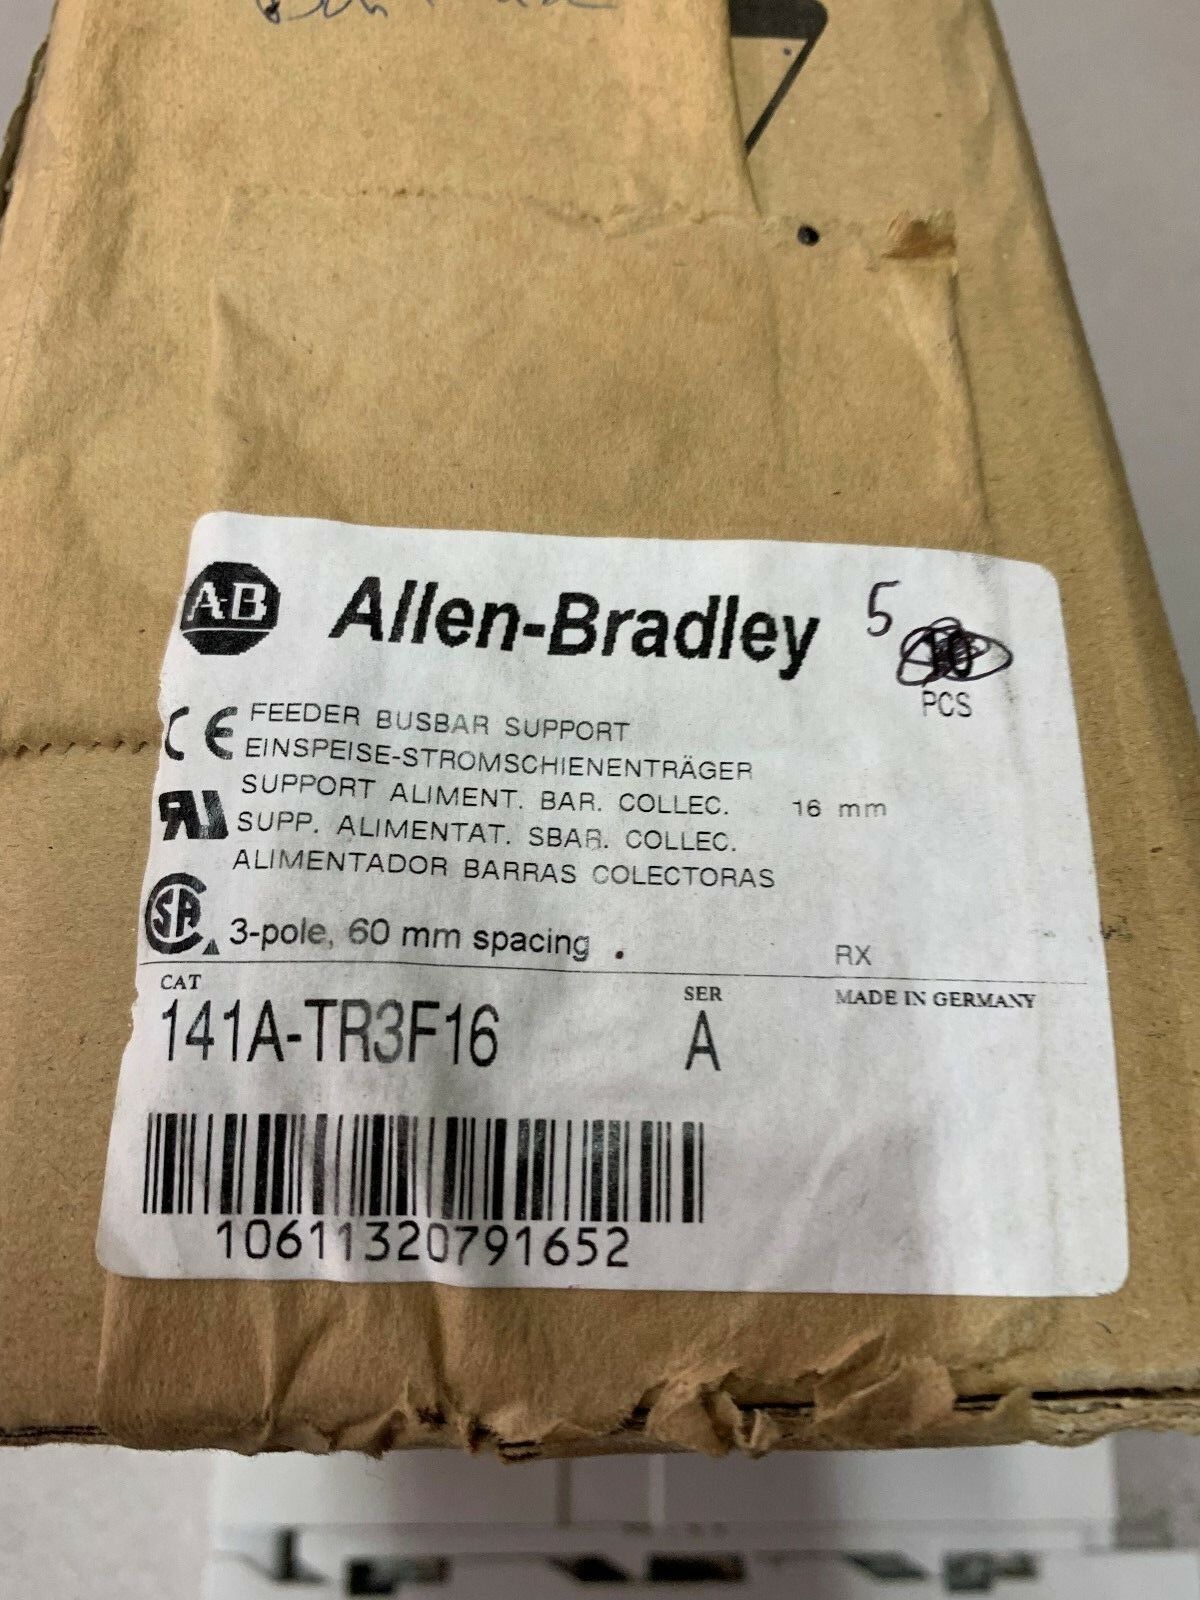 AB Allen-Bradley 5
PCS
CE FEEDER BUSBAR SUPPORT
EINSPEISE-STROMSCHIENENTRÄGER
SUPPORT ALIMENT. BAR. COLLEC. 16 mm
SUPP. ALIMENTAT. SBAR. COLLEC.
ALIMENTADOR BARRAS COLECTORAS
3-pole, 60 mm spacing . RX
CAT SER MADE IN GERMANY
141A-TR3F16 A
10611320791652